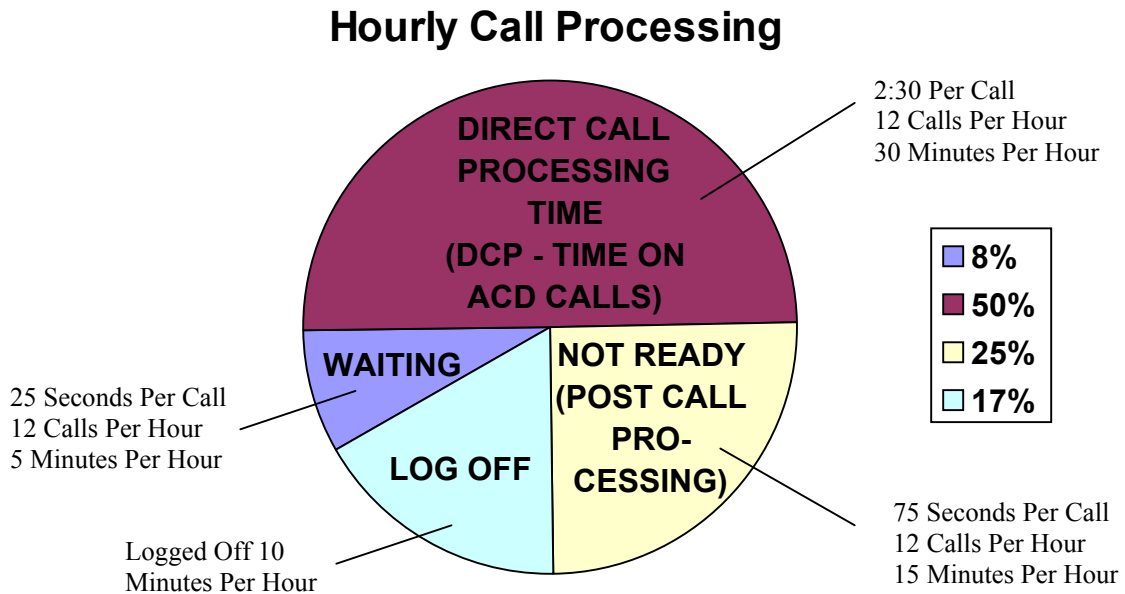 Hourly Call Processing
2:30 Per Call
12 Calls Per Hour
30 Minutes Per Hour
DIRECT CALL
PROCESSING
TIME
(DCP - TIME ON
ACD CALLS)
8%
50%
25%
17%
WAITING
NOT READY
(POST CALL
PRO-
CESSING)
25 Seconds Per Call
12 Calls Per Hour
5 Minutes Per Hour
LOG OFF
75 Seconds Per Call
12 Calls Per Hour
15 Minutes Per Hour
Logged Off 10
Minutes Per Hour